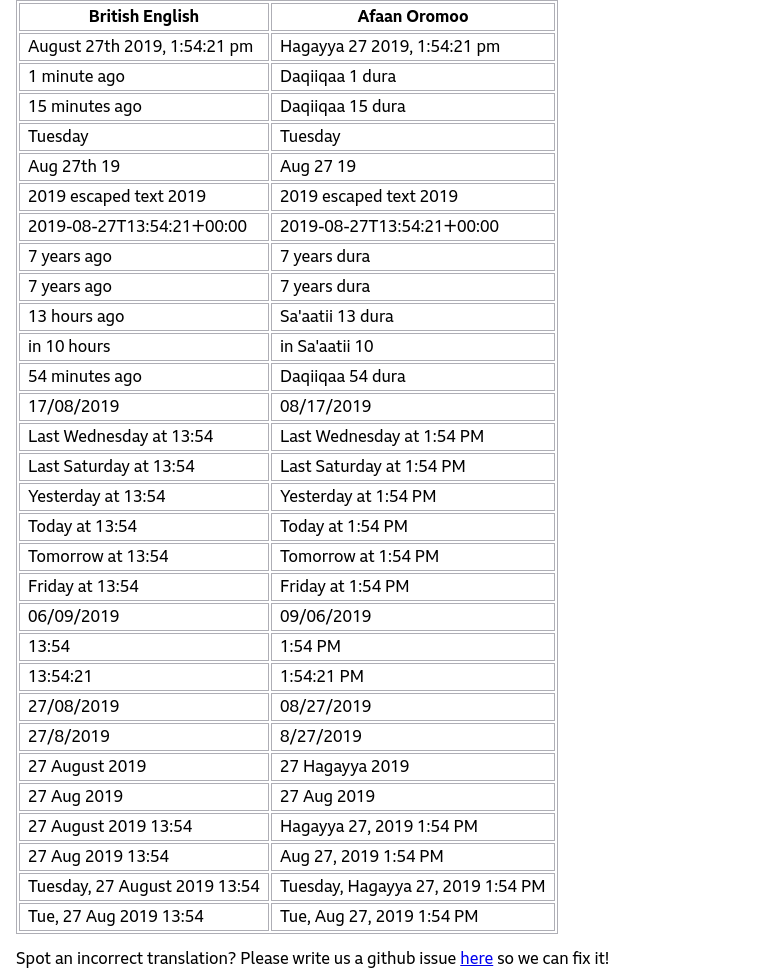 British English Afaan Oromoo
August 27th 2019, 1:54:21 pm Hagayya 27 2019, 1:54:21 pm
1 minute ago Daqiiqaa 1 dura
15 minutes ago Daqiiqaa 15 dura
Tuesday Tuesday
Aug 27th 19 Aug 27 19
2019 escaped text 2019 2019 escaped text 2019
2019-08-27T13:54:21+00:00 2019-08-27T13:54:21+00:00
7 years ago 7 years dura
7 years ago 7 years dura
13 hours ago Sa'aatii 13 dura
in 10 hours in Sa'aatii 10
54 minutes ago Daqiiqaa 54 dura
17/08/2019 08/17/2019
Last Wednesday at 13:54 Last Wednesday at 1:54 PM
Last Saturday at 13:54 Last Saturday at 1:54 PM
Yesterday at 13:54 Yesterday at 1:54 PM
Today at 13:54 Today at 1:54 PM
Tomorrow at 13:54 Tomorrow at 1:54 PM
Friday at 13:54 Friday at 1:54 PM
06/09/2019 09/06/2019
13:54 1:54 PM
13:54:21 1:54:21 PM
27/08/2019 08/27/2019
27/8/2019 8/27/2019
27 August 2019 27 Hagayya 2019
27 Aug 2019 27 Aug 2019
27 August 2019 13:54 Hagayya 27, 2019 1:54 PM
27 Aug 2019 13:54 Aug 27, 2019 1:54 PM
Tuesday, 27 August 2019 13:54 Tuesday, Hagayya 27, 2019 1:54 PM
Tue, 27 Aug 2019 13:54 Tue, Aug 27, 2019 1:54 PM
Spot an incorrect translation? Please write us a github issue here so we can fix it!